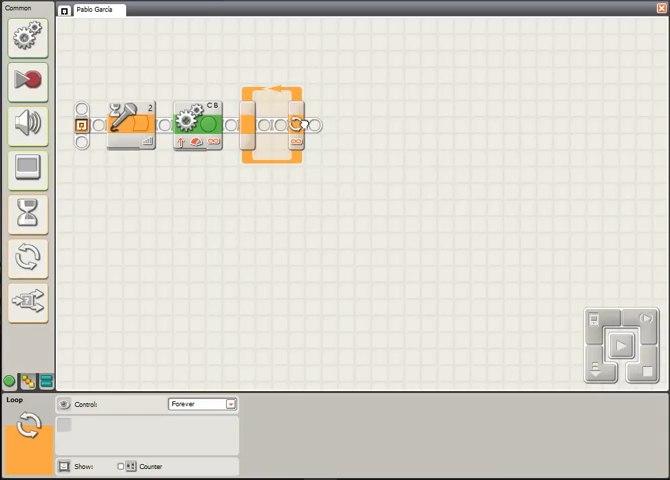 Common
Pablo García
2
C B
Loop
Control:
Forever
Show:
Counter